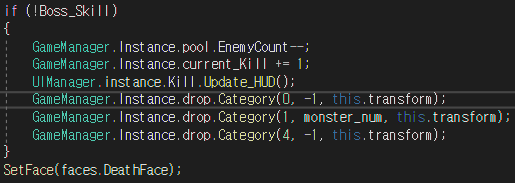 if (!Boss_Skill)
{
GameManager.Instance.pool.EnemyCount--;
GameManager.Instance.current_Kill += 1;
UIManager.instance.Kill.Update_HUD();
GameManager.Instance.drop.Category(0, -1, this.transform);
GameManager.Instance.drop.Category(1, monster_num, this.transform);
GameManager.Instance.drop.Category(4, -1, this.transform);
}
SetFace(faces.DeathFace);